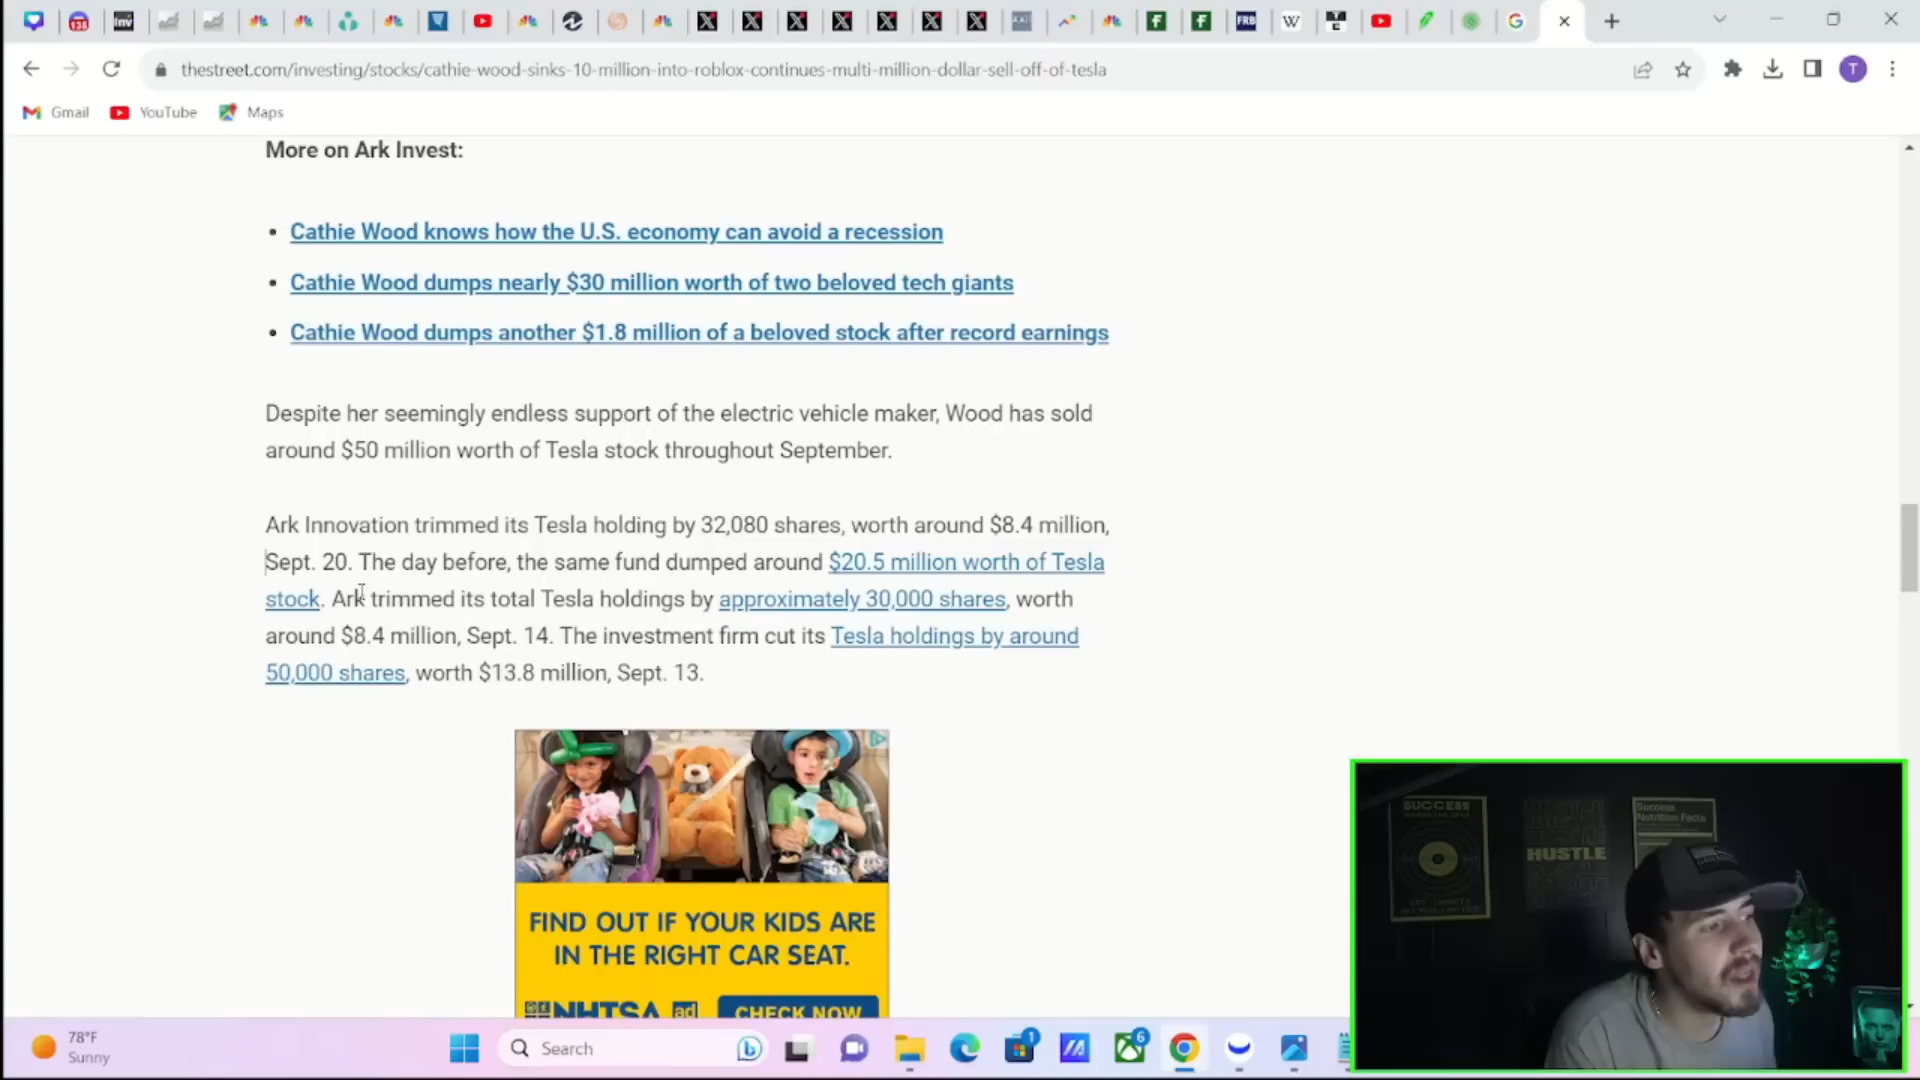 thestreet.com/investing/stocks/cathie-wood-sinks-10-million-into-roblox-continues-multi-million-dollar-sell-off-of-tesla
T
Gmail
YouTube
Maps
More on Ark Invest:
• Cathie Wood knows how the U.S. economy can avoid a recession
• Cathie Wood dumps nearly $30 million worth of two beloved tech giants
• Cathie Wood dumps another $1.8 million of a beloved stock after record earnings
Despite her seemingly endless support of the electric vehicle maker, Wood has sold
around $50 million worth of Tesla stock throughout September.
Ark Innovation trimmed its Tesla holding by 32,080 shares, worth around $8.4 million,
Sept. 20. The day before, the same fund dumped around $20.5 million worth of Tesla
stock. Ark trimmed its total Tesla holdings by approximately 30,000 shares, worth
around $8.4 million, Sept. 14. The investment firm cut its Tesla holdings by around
50,000 shares, worth $13.8 million, Sept. 13.
FIND OUT IF YOUR KIDS ARE
IN THE RIGHT CAR SEAT.
NHTSA ad CHECK NOW
SUCCESS
HUSTLE
Success
Nutrition Facts
78°F
Sunny
Search
1
6